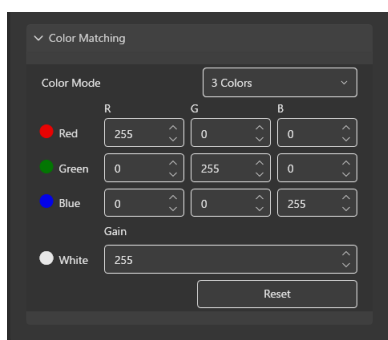 Color Matching
Color Mode 3 Colors
R G B
Red 255 0 0
Green 0 255 0
Blue 0 0 255
Gain
White 255
Reset